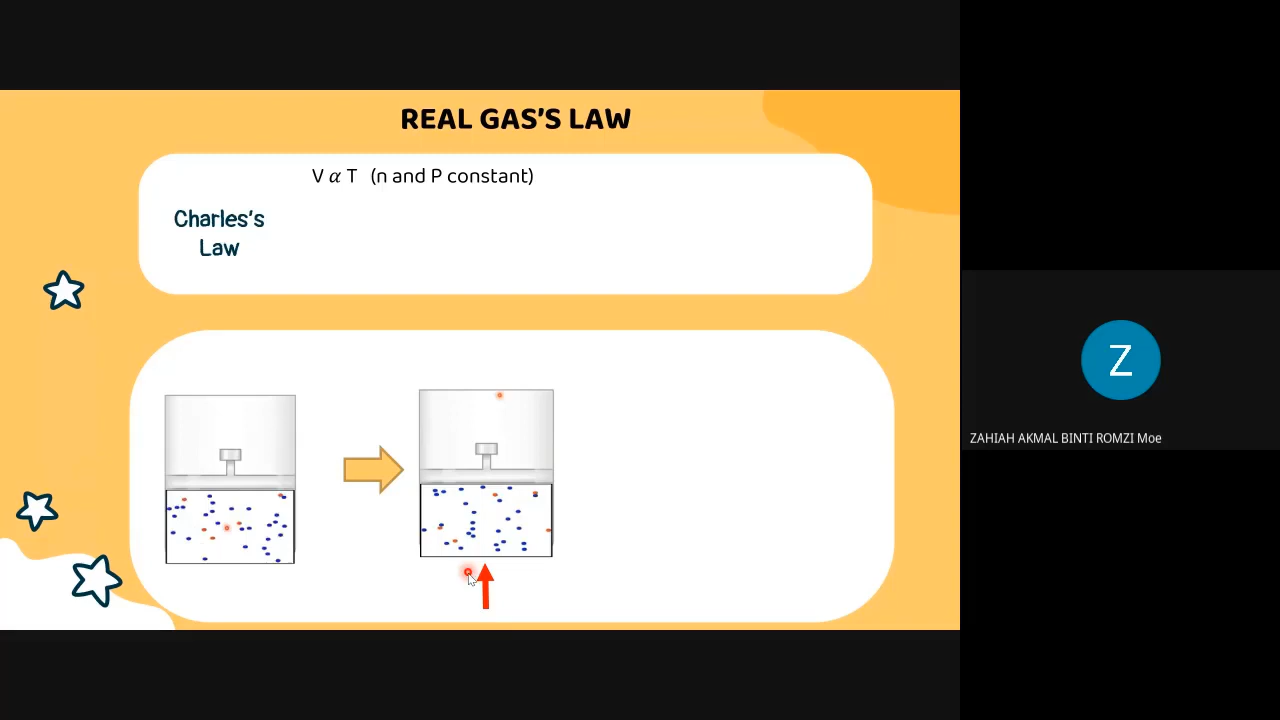 REAL GAS'S LAW
V α T (n and P constant)
Charles's
Law
Z
ZAHIAH AKMAL BINTI ROMZI Moe